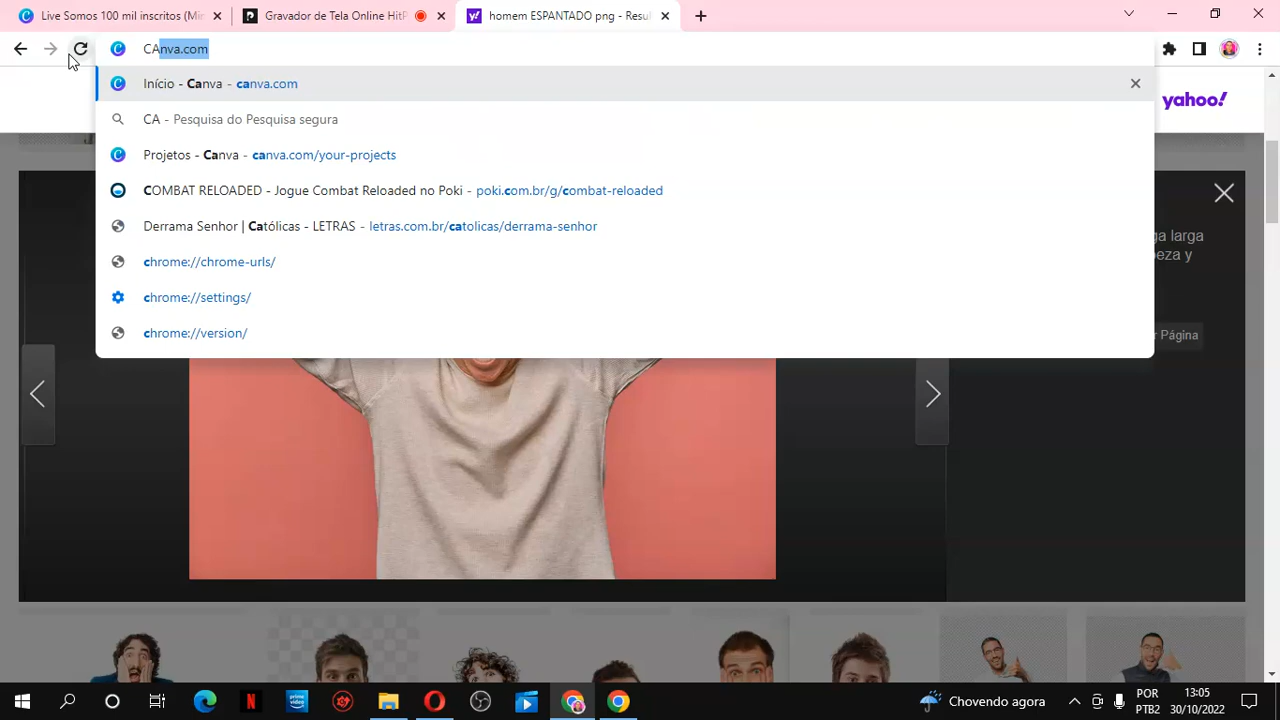 Live Somos 100 mil inscritos (Min
Gravador de Tela Online HitP
homem ESPANTADO png - Resul
CAnva.com
Início - Canva - canva.com
CA - Pesquisa do Pesquisa segura
Projetos - Canva - canva.com/your-projects
COMBAT RELOADED - Jogue Combat Reloaded no Poki - poki.com.br/g/combat-reloaded
Derrama Senhor | Católicas - LETRAS - letras.com.br/catolicas/derrama-senhor
chrome://chrome-urls/
chrome://settings/
chrome://version/
yahoo!
ga larga
eza y
r Página
Chovendo agora
POR
PTB2
13:05
30/10/2022